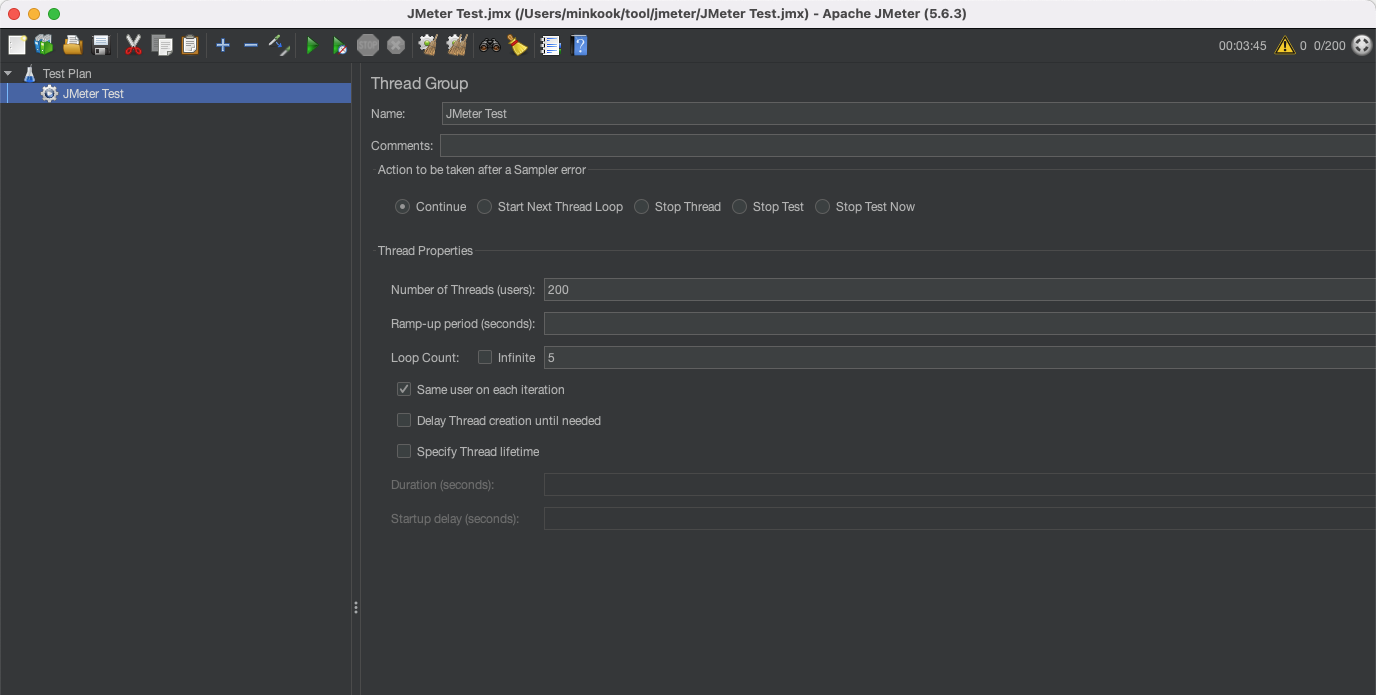 JMeter Test.jmx (/Users/minkook/tool/jmeter/JMeter Test.jmx) - Apache JMeter (5.6.3)
STOP
?
00:03:45 0 0/200
Test Plan
JMeter Test
Thread Group
Name: JMeter Test
Comments:
Action to be taken after a Sampler error
Continue Start Next Thread Loop Stop Thread Stop Test Stop Test Now
Thread Properties
Number of Threads (users): 200
Ramp-up period (seconds):
Loop Count: Infinite 5
Same user on each iteration
Delay Thread creation until needed
Specify Thread lifetime
Duration (seconds):
Startup delay (seconds):